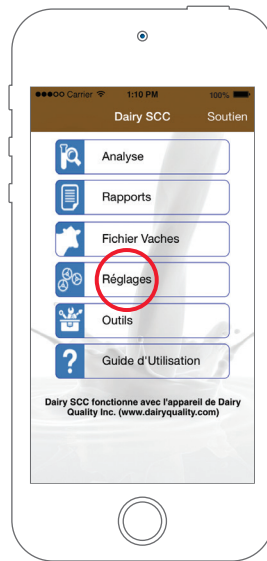 ●●●○○ Carrier 1:10 PM 100%
Dairy SCC Soutien
Analyse
Rapports
Fichier Vaches
Réglages
Outils
? Guide d'Utilisation
Dairy SCC fonctionne avec l'appareil de Dairy
Quality Inc. (www.dairyquality.com)